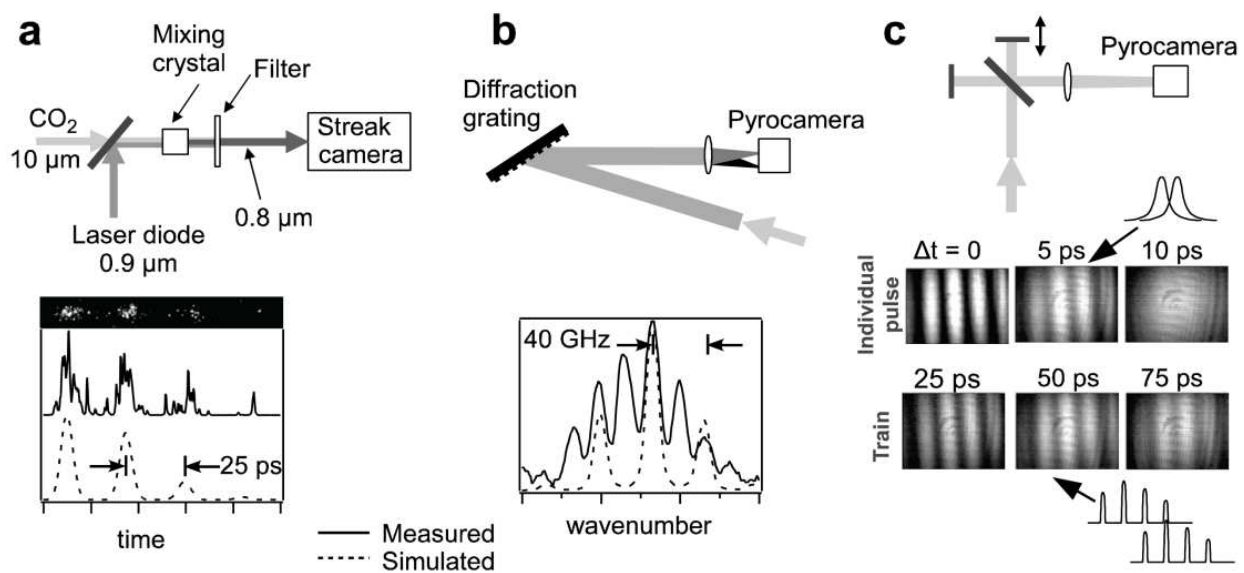 a
Mixing
crystal
Filter
CO₂
10 μm
Streak
camera
0.8 μm
Laser diode
0.9 μm
25 ps
time
b
Diffraction
grating
Pyrocamera
40 GHz
wavenumber
Measured
Simulated
c
Pyrocamera
Δt = 0
5 ps
10 ps
Individual
pulse
25 ps
50 ps
75 ps
Train